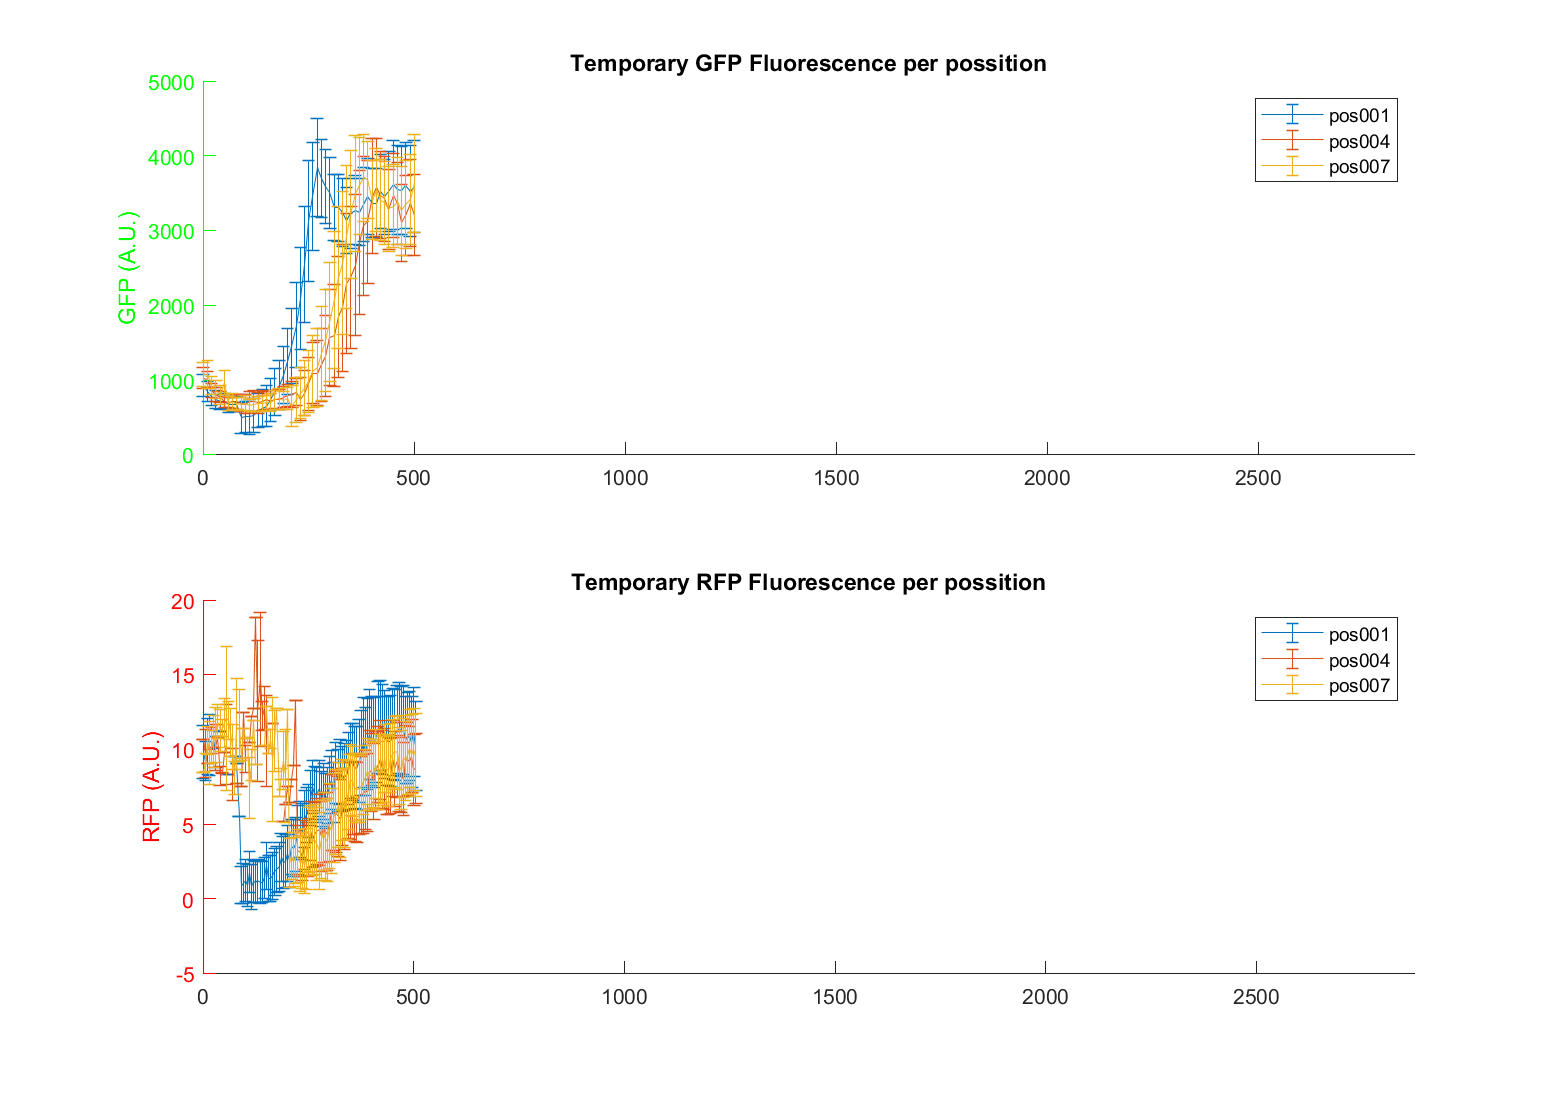 Temporary GFP Fluorescence per possition
5000
4000
3000
2000
1000
0
GFP (A.U.)
pos001
pos004
pos007
0 500 1000 1500 2000 2500
Temporary RFP Fluorescence per possition
20
15
10
5
0
-5
RFP (A.U.)
pos001
pos004
pos007
0 500 1000 1500 2000 2500